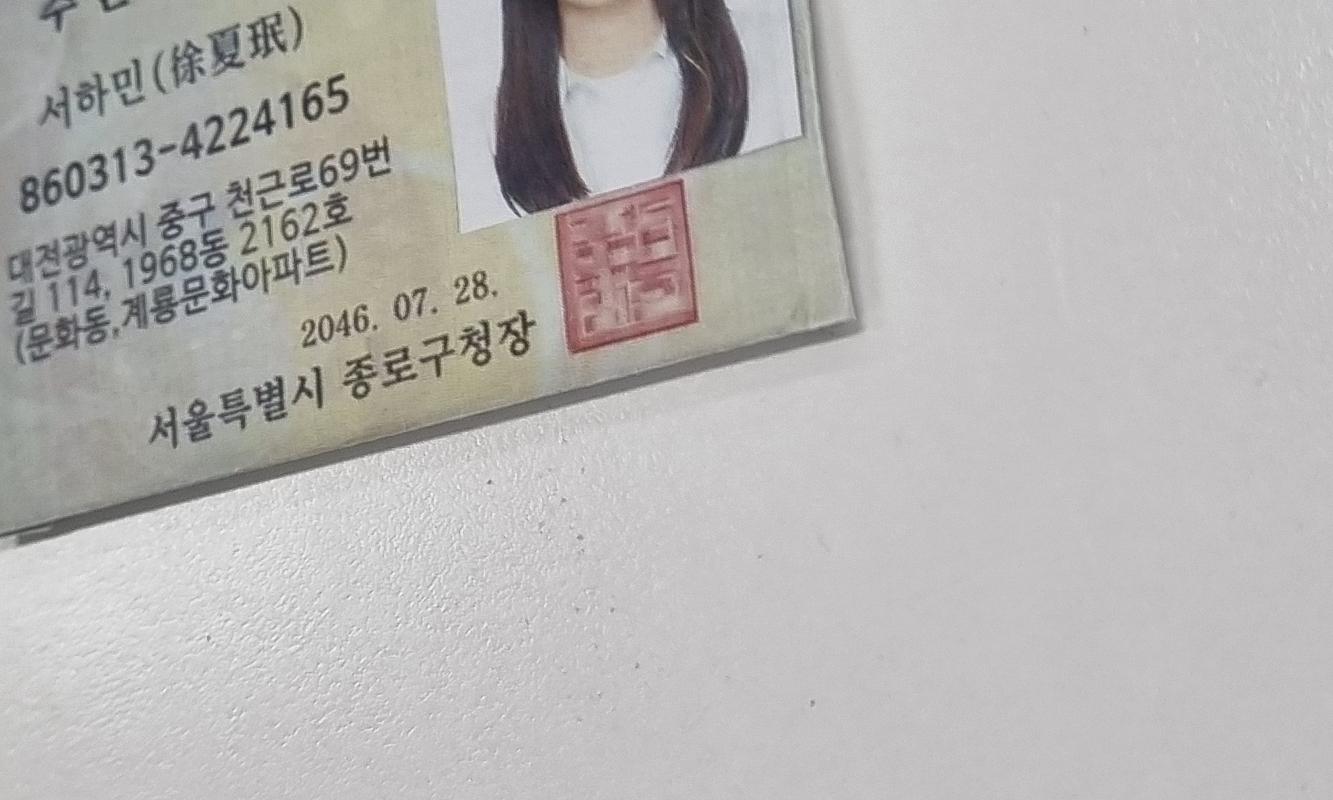 서하민(徐夏珉)
860313-4224165
대전광역시 중구 천근로69번
길 114, 1968동 2162호
(문화동,계룡문화아파트)
2046. 07. 28.
서울특별시 종로구청장